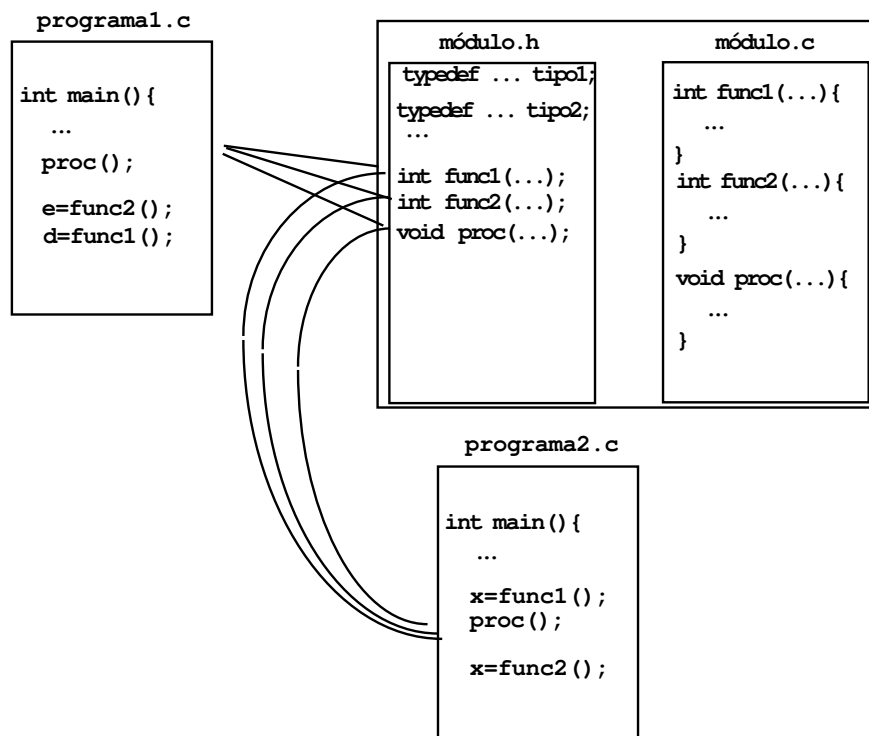 programa1.c
int main(){
...
proc();
e=func2();
d=func1();
módulo.h
typedef ... tipo1;
typedef ... tipo2;
...
int func1(...);
int func2(...);
void proc(...);
módulo.c
int func1(...){
...
}
int func2(...){
...
}
void proc(...){
...
}
programa2.c
int main(){
...
x=func1();
proc();
x=func2();